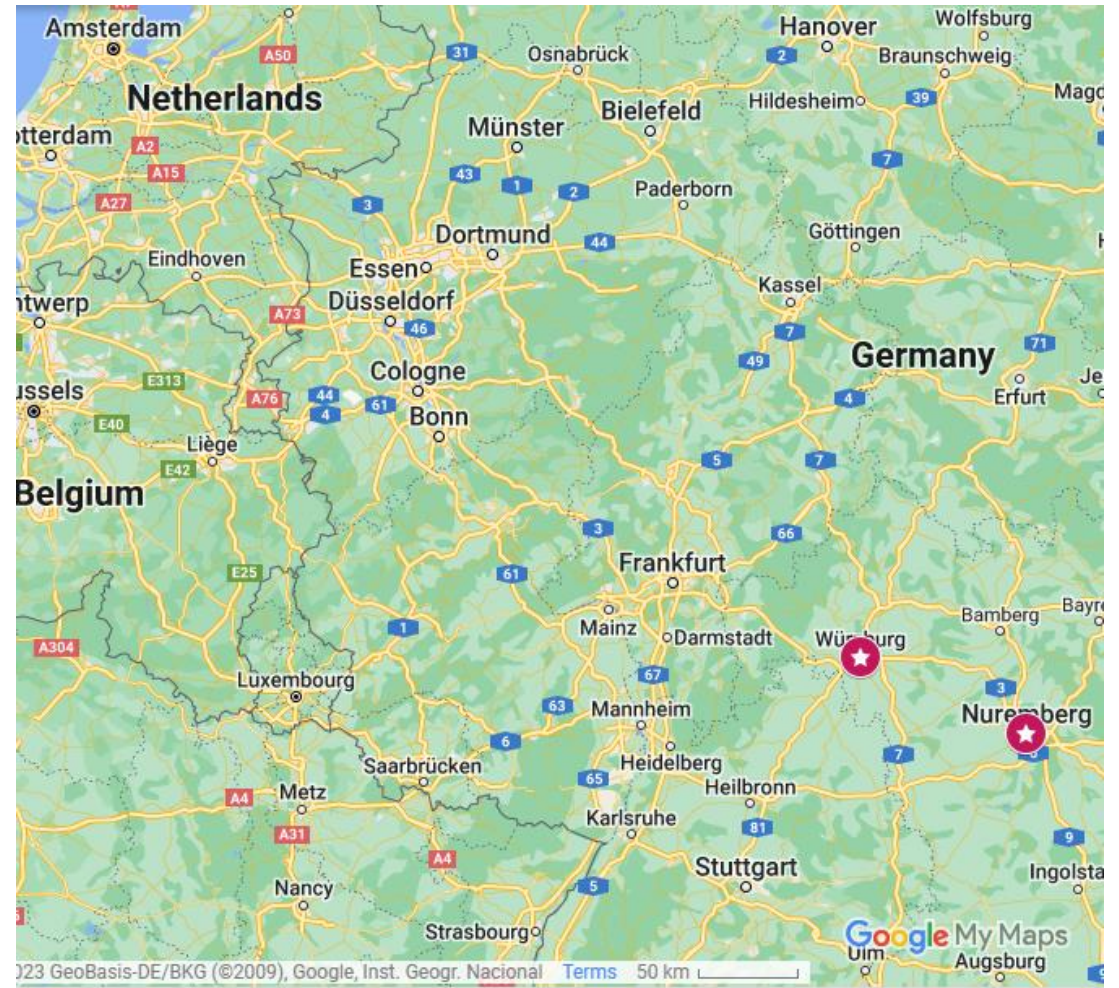 Amsterdam
A50
31
Osnabrück
2
Hanover
Wolfsburg
Braunschweig
Netherlands
Hildesheim
39
Magd
otterdam
A2
Münster
Bielefeld
A15
43
1
2
7
A27
3
Paderborn
Eindhoven
Dortmund
44
Göttingen
H
Essen
Kassel
ntwerp
A73
Düsseldorf
46
7
71
E313
Cologne
49
Germany
ussels
A76
44
4
61
4
Erfurt
Je
E40
Bonn
Liège
E42
5
7
Belgium
3
66
E25
61
Frankfurt
1
Mainz
Darmstadt
Bamberg
Bayre
A304
Würzburg
Luxembourg
67
3
63
Mannheim
Nuremberg
6
Heidelberg
7
Saarbrücken
65
Heilbronn
A4
Metz
Karlsruhe
A31
81
9
A4
Stuttgart
Nancy
5
Ingolsta
Strasbourg
Google My Maps
Ulm
Augsburg
9
023 GeoBasis-DE/BKG (©2009), Google, Inst. Geogr. Nacional Terms 50 km